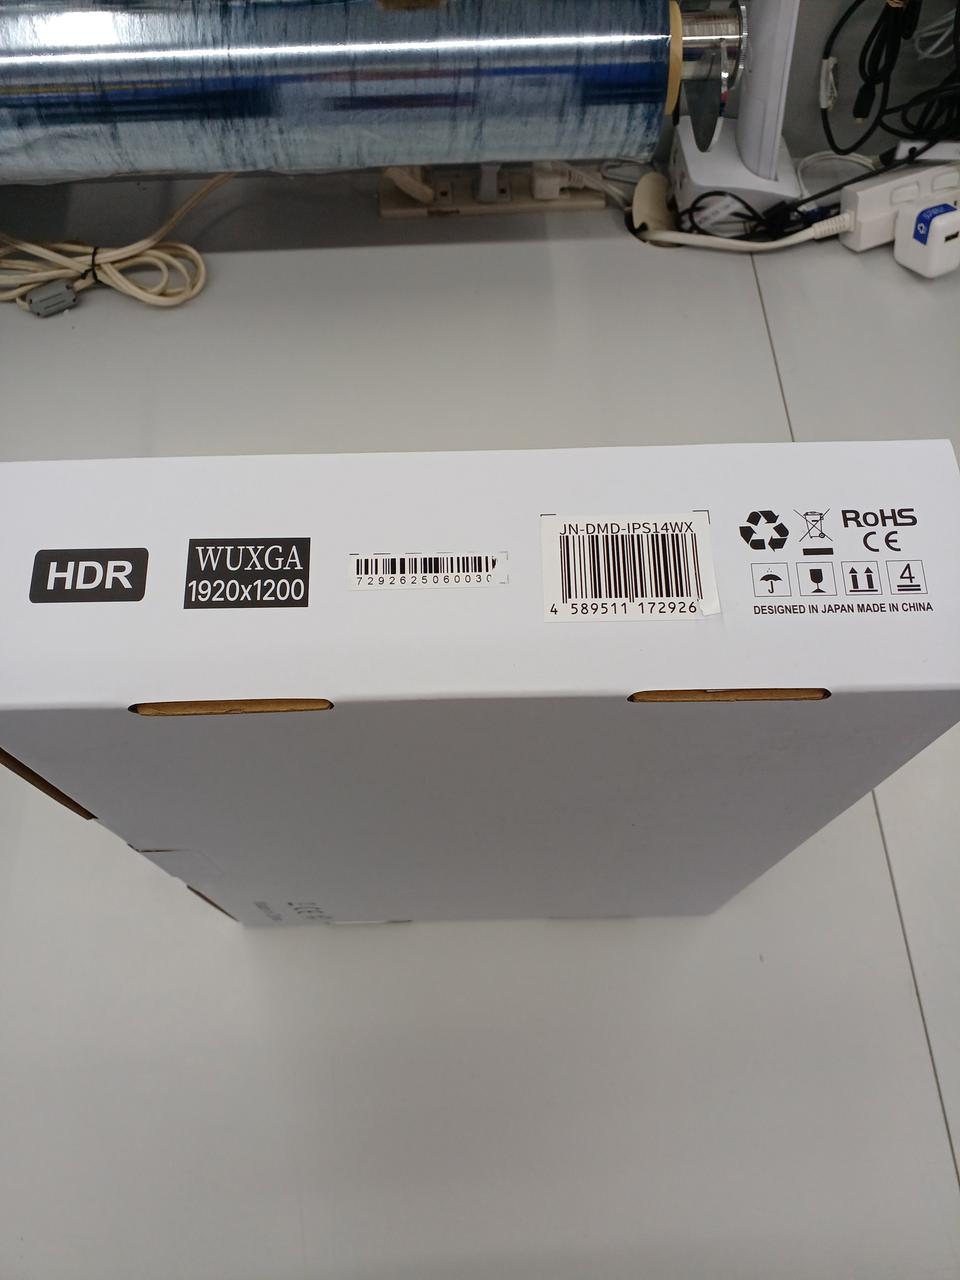 HDR
WUXGA
1920x1200
7292625060030
JN-DMD-IPS14WX
4 589511 172926
RoHS
CE
4
DESIGNED IN JAPAN MADE IN CHINA